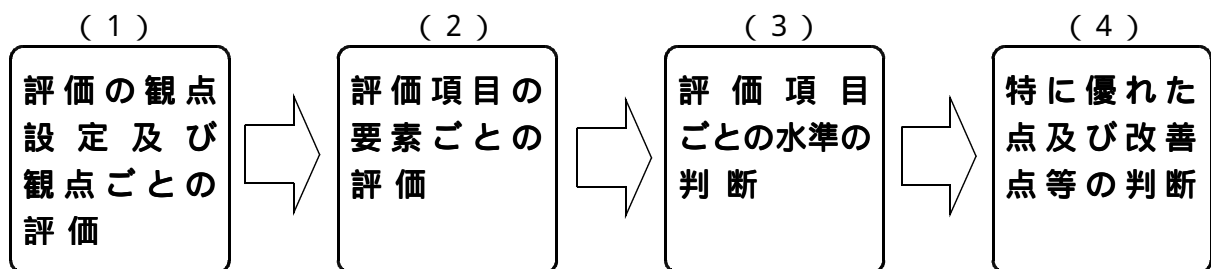 (1)
評価の観点
設定及び
観点ごとの
評価
(2)
評価項目の
要素ごとの
評価
(3)
評価項目
ごとの水準の
判断
(4)
特に優れた
点及び改善
点等の判断